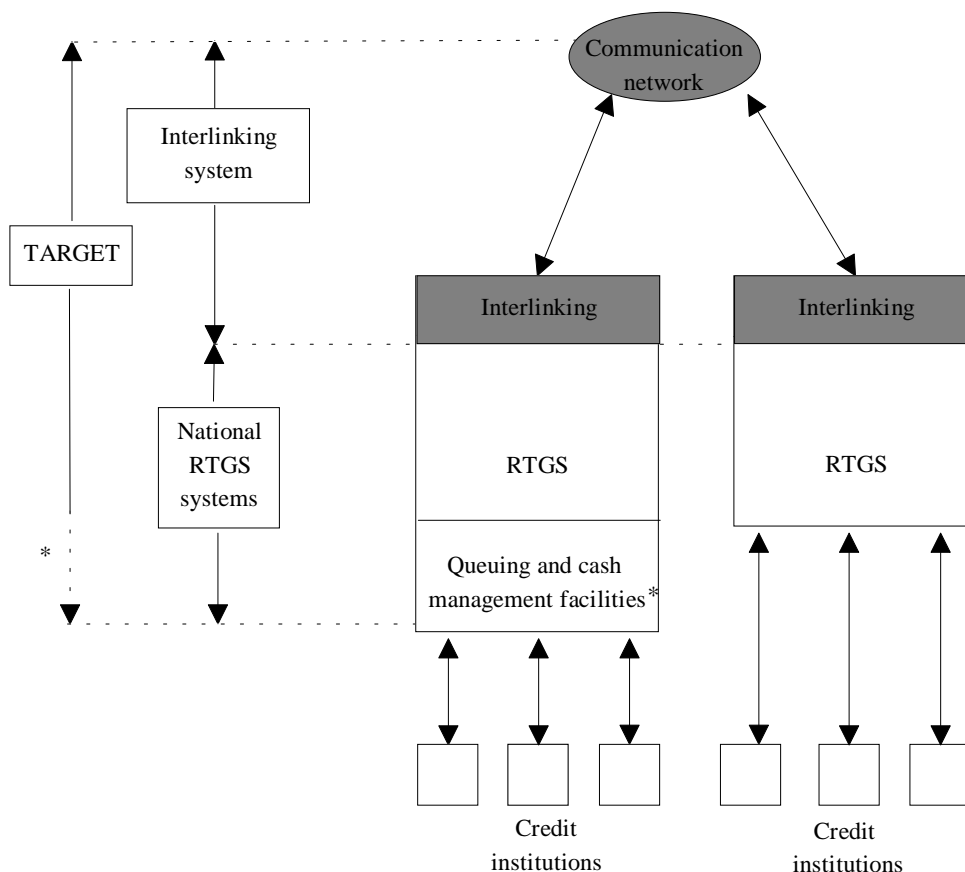 Communication
network
Interlinking
system
TARGET
Interlinking
Interlinking
National
RTGS
systems
RTGS
RTGS
*
Queuing and cash
management facilities*
Credit
institutions
Credit
institutions